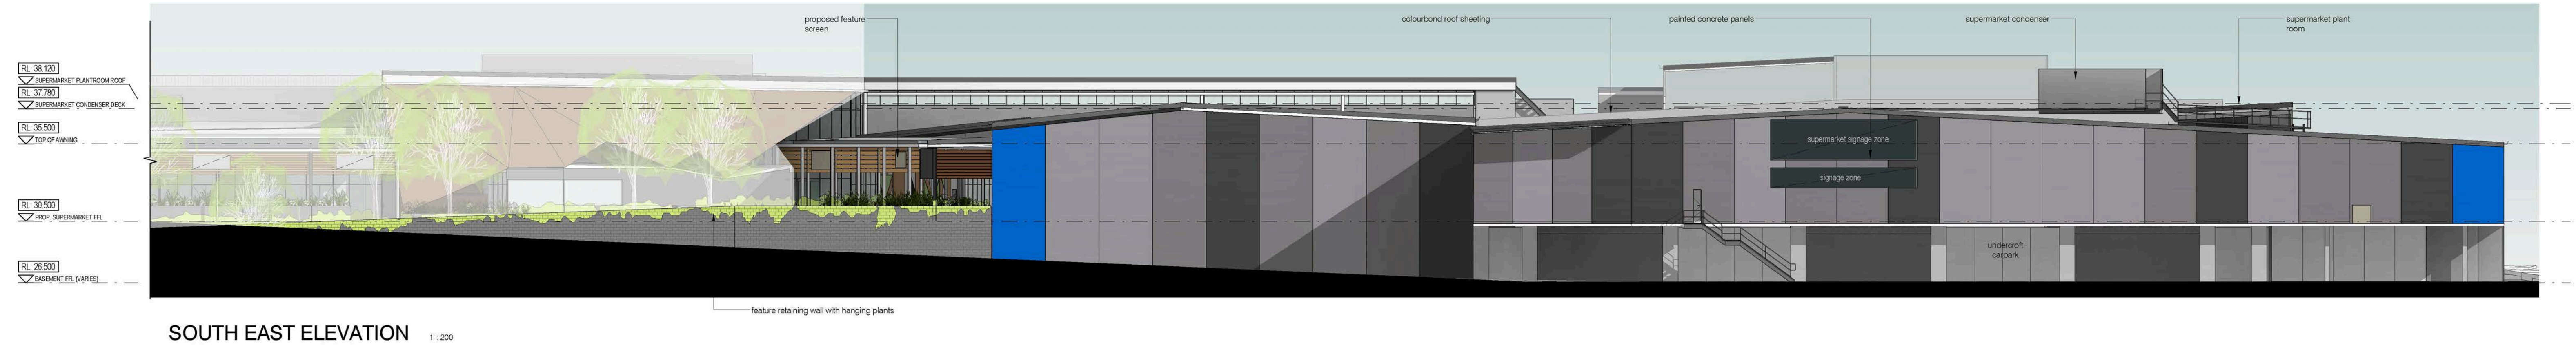 proposed feature
screen
colourbond roof sheeting
painted concrete panels
supermarket condenser
supermarket plant
room
RL: 38.120
SUPERMARKET PLANTROOM ROOF
RL: 37.780
SUPERMARKET CONDENSER DECK
RL: 35.500
TOP OF AWNING
RL: 30.500
PROP. SUPERMARKET FFL
RL: 26.500
BASEMENT FFL (VARIES)
supermarket signage zone
signage zone
undercroft
carpark
feature retaining wall with hanging plants
SOUTH EAST ELEVATION 1 : 200